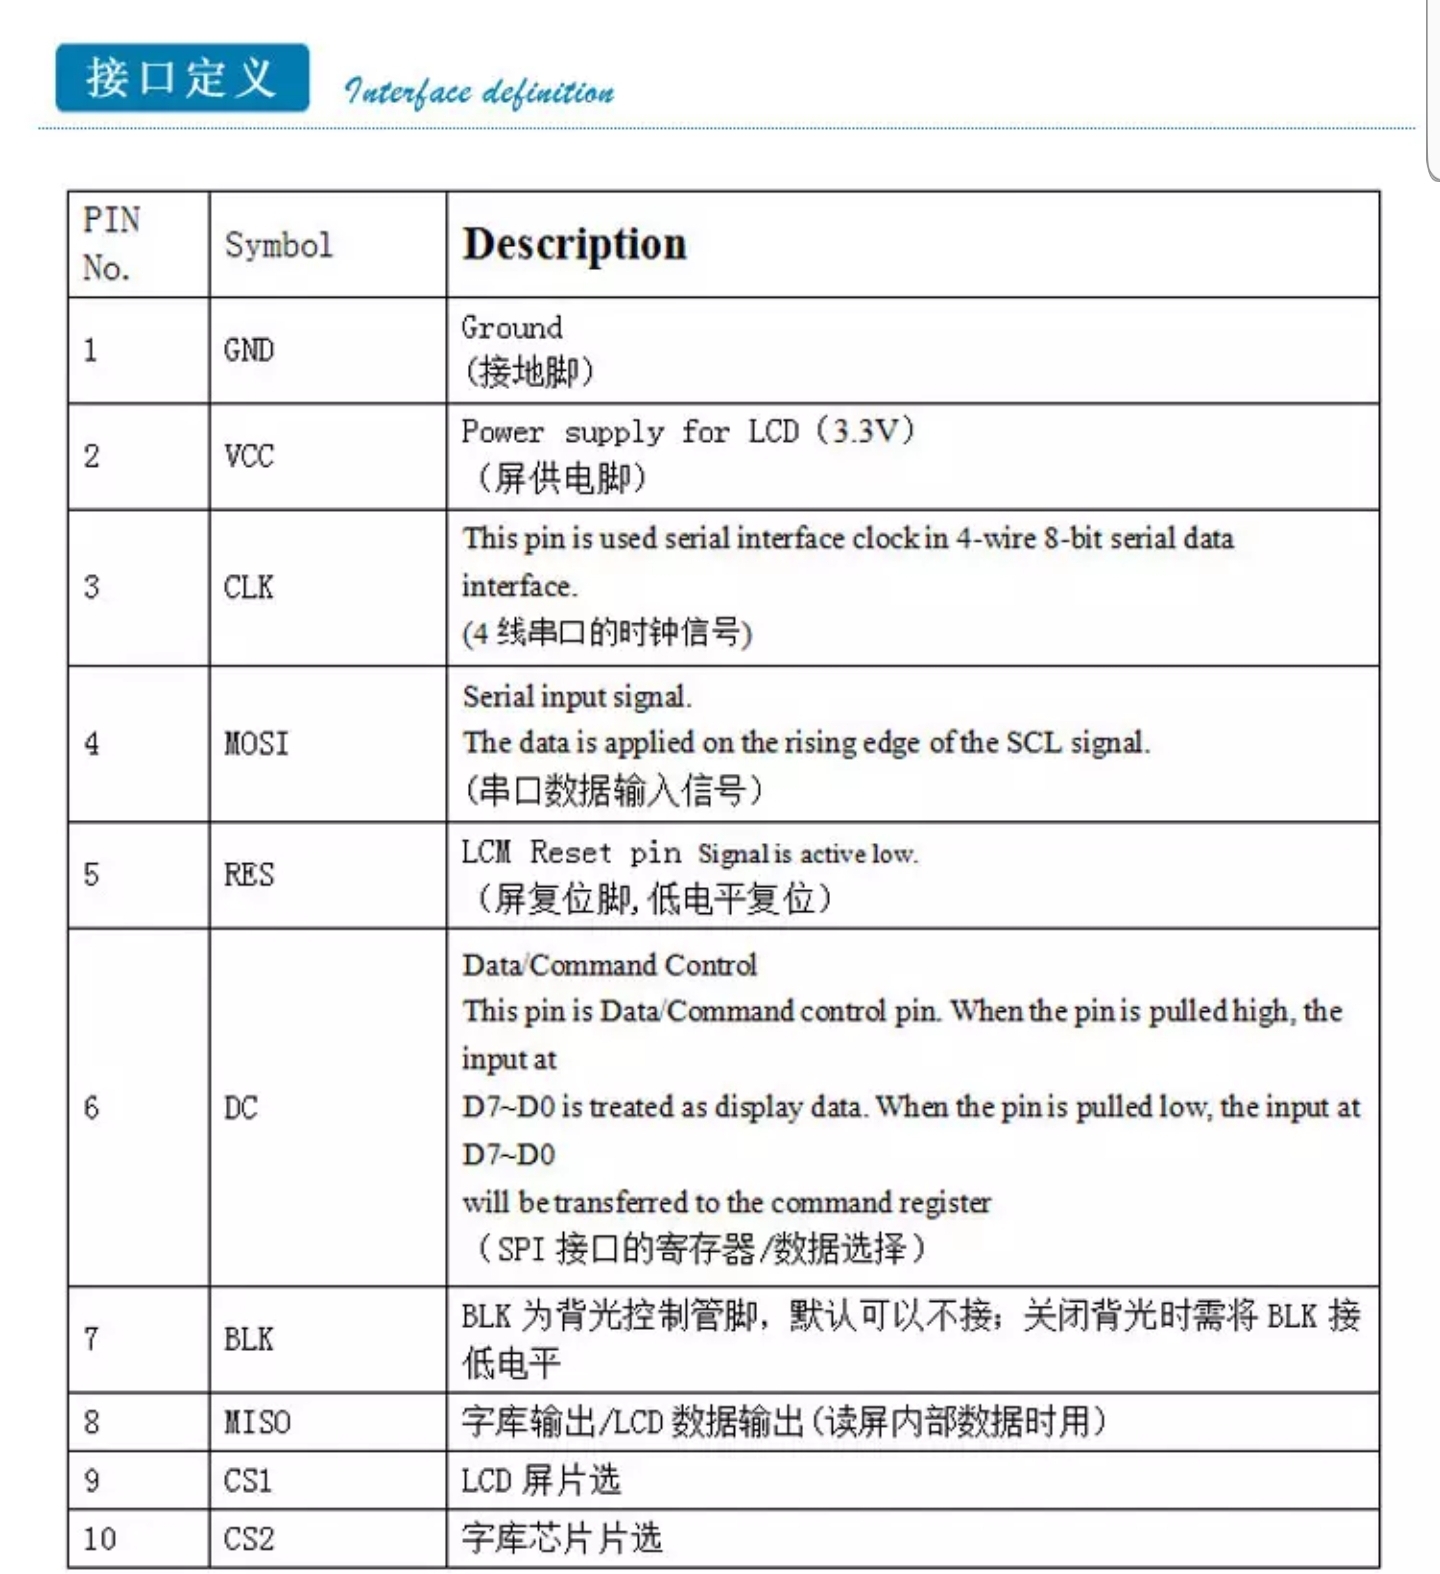 接口定义 Interface definition
PIN No. Symbol Description
1 GND Ground
(接地脚)
2 VCC Power supply for LCD（3.3V）
（屏供电脚）
3 CLK This pin is used serial interface clock in 4-wire 8-bit serial data
interface.
(4 线串口的时钟信号)
4 MOSI Serial input signal.
The data is applied on the rising edge of the SCL signal.
(串口数据输入信号）
5 RES LCM Reset pin Signal is active low.
（屏复位脚,低电平复位）
6 DC Data/Command Control
This pin is Data/Command control pin. When the pin is pulled high, the
input at
D7~D0 is treated as display data. When the pin is pulled low, the input at
D7~D0
will be transferred to the command register
（SPI 接口的寄存器/数据选择）
7 BLK BLK 为背光控制管脚，默认可以不接；关闭背光时需将 BLK 接
低电平
8 MISO 字库输出/LCD 数据输出(读屏内部数据时用）
9 CS1 LCD 屏片选
10 CS2 字库芯片片选